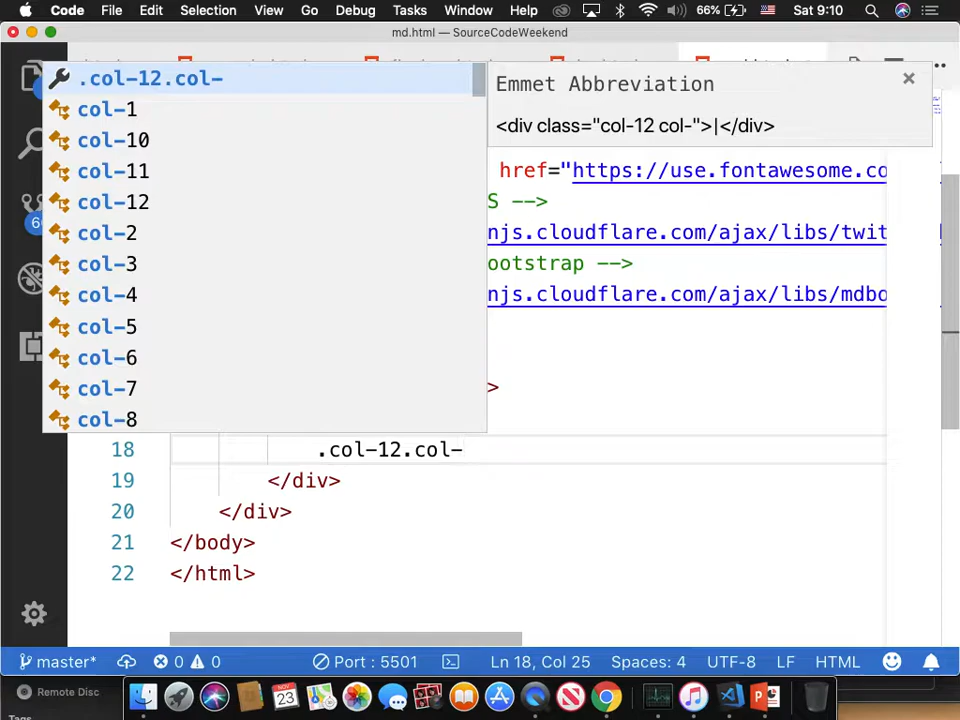 Code File Edit Selection View Go Debug Tasks Window Help 66% Sat 9:10
md.html — SourceCodeWeekend
.col-12.col-
Emmet Abbreviation
<div class="col-12 col-">|</div>
col-1
col-10
col-11
col-12
col-2
col-3
col-4
col-5
col-6
col-7
col-8
href="https://use.fontawesome.co
S -->
njs.cloudflare.com/ajax/libs/twit
ootstrap -->
njs.cloudflare.com/ajax/libs/mdbo
>
18 .col-12.col-
19 </div>
20 </div>
21 </body>
22 </html>
6
master* 0 0 Port : 5501 Ln 18, Col 25 Spaces: 4 UTF-8 LF HTML
Remote Disc
Tags
NOV
23